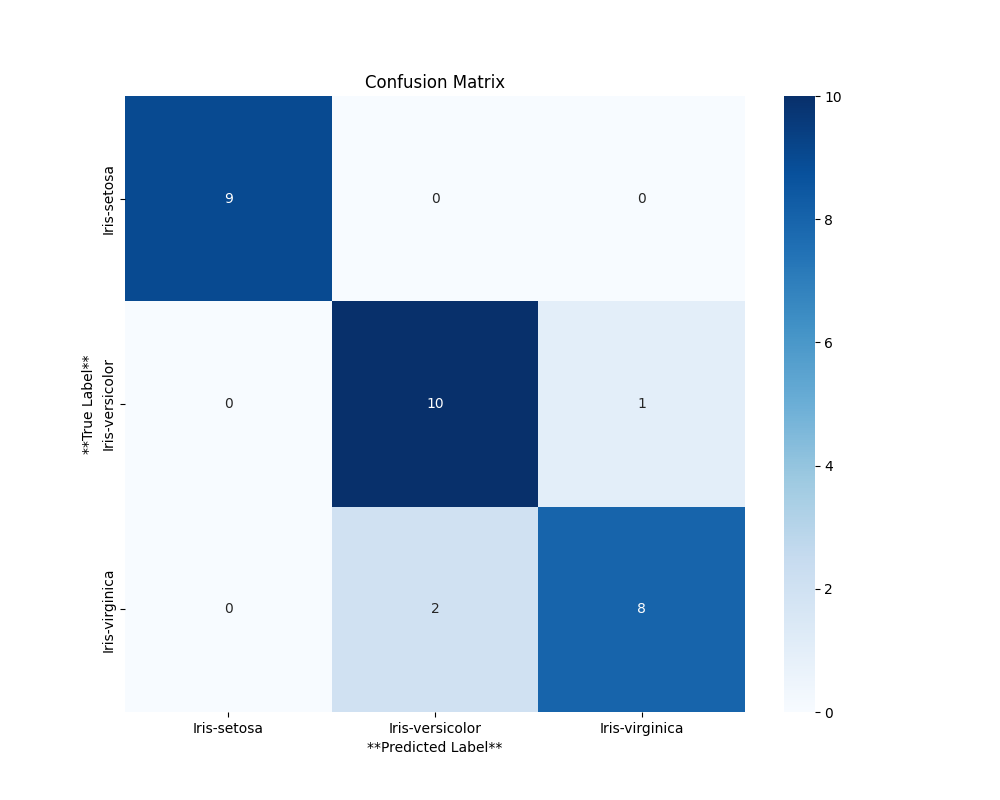 Confusion Matrix
Iris-setosa
9 0 0
**True Label**
Iris-versicolor
0 10 1
Iris-virginica
0 2 8
Iris-setosa Iris-versicolor Iris-virginica
**Predicted Label**
10
8
6
4
2
0